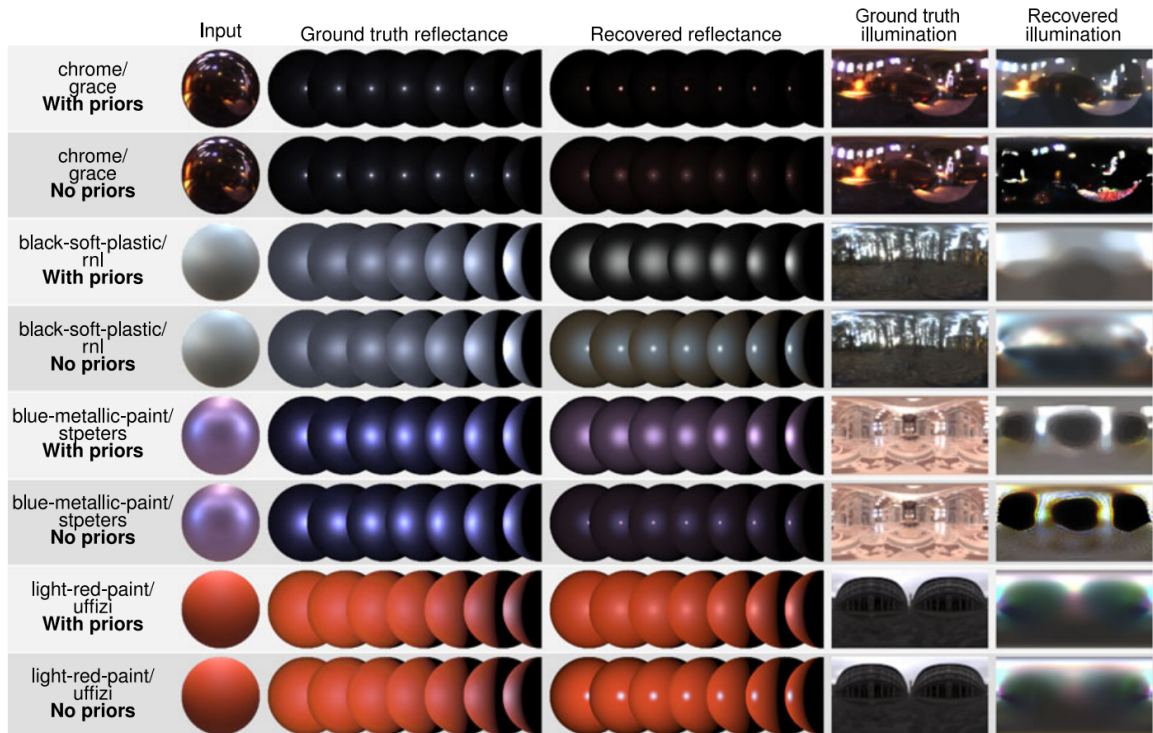 Input
Ground truth reflectance
Recovered reflectance
Ground truth
illumination
Recovered
illumination
chrome/
grace
With priors
chrome/
grace
No priors
black-soft-plastic/
rnl
With priors
black-soft-plastic/
rnl
No priors
blue-metallic-paint/
stpeters
With priors
blue-metallic-paint/
stpeters
No priors
light-red-paint/
uffizi
With priors
light-red-paint/
uffizi
No priors